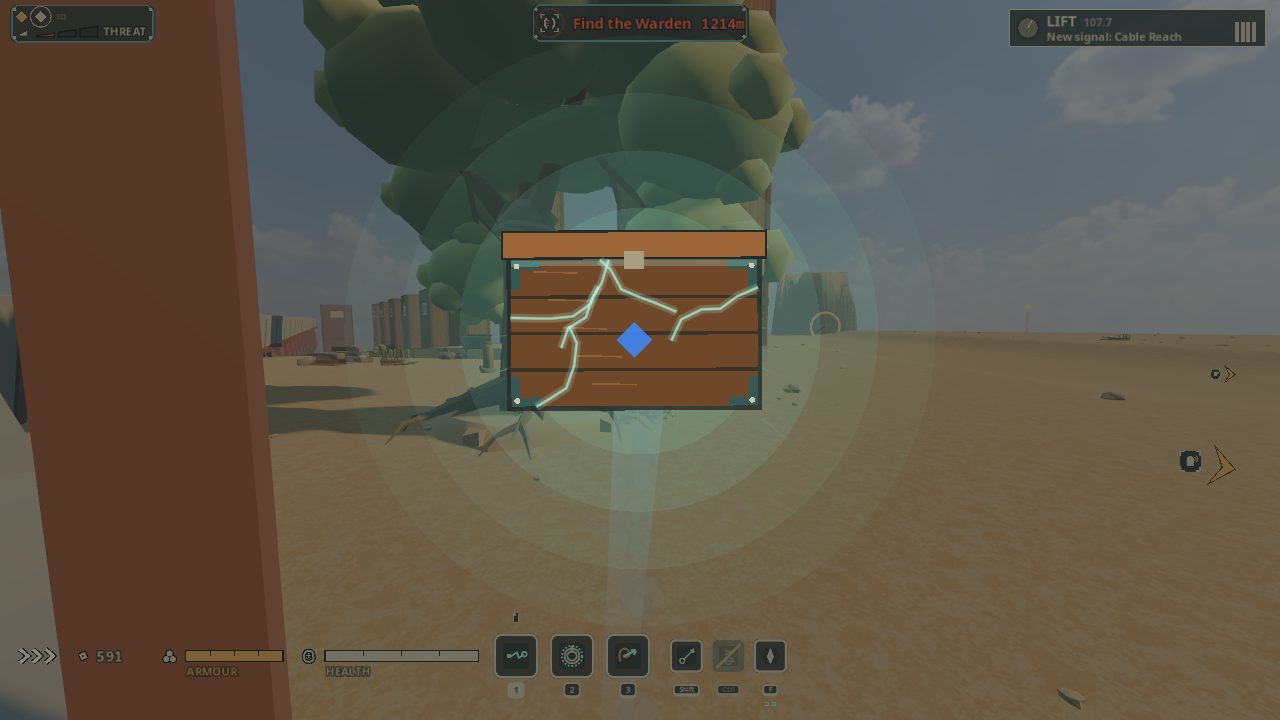 THREAT
Find the Warden 1214m
LIFT 107.7
New signal: Cable Reach
591
ARMOUR
HEALTH
1
2
3
Shift
Ctrl
F